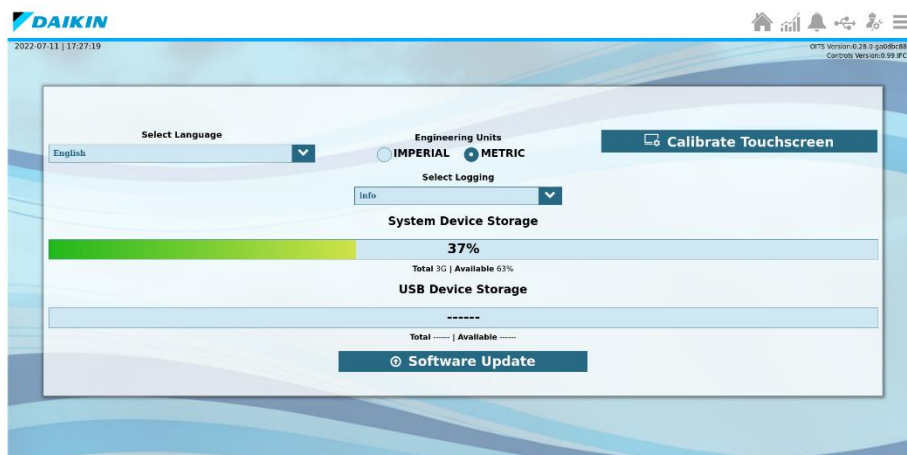 DAIKIN
2022-07-11 | 17:27:19
OITS Version:0.28.0-ga0dbc88
Controls Version:0.99.IFC
Select Language
English
Engineering Units
IMPERIAL METRIC
Calibrate Touchscreen
Select Logging
info
System Device Storage
37%
Total 3G | Available 63%
USB Device Storage
------
Total ------ | Available ------
Software Update